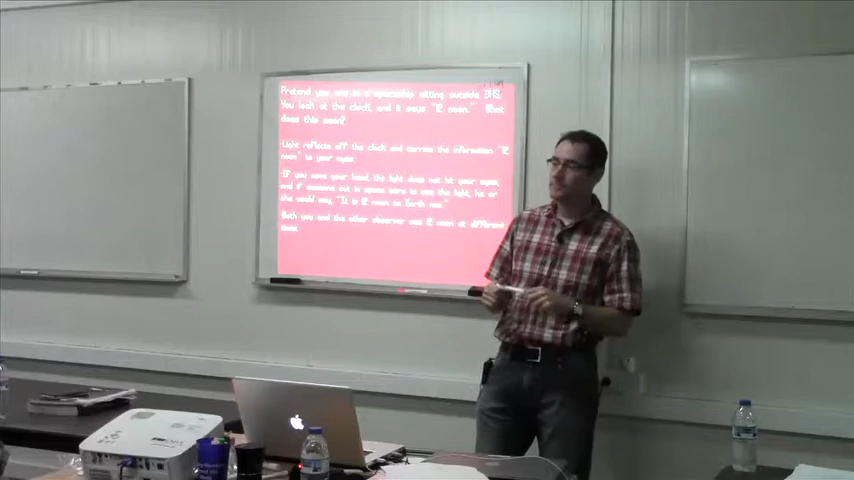 Pretend you are in a spaceship sitting outside BHS.
You look at the clock, and it says "12 noon." What
does this mean?
-Light reflects off the clock and carries the information "12
noon" to your eyes
-If you move your head, the light does not hit your eyes,
and if someone out in space were to see the light, he or
she would say, "It is 12 noon on Earth now."
Both you and the other observer see 12 noon at different
times